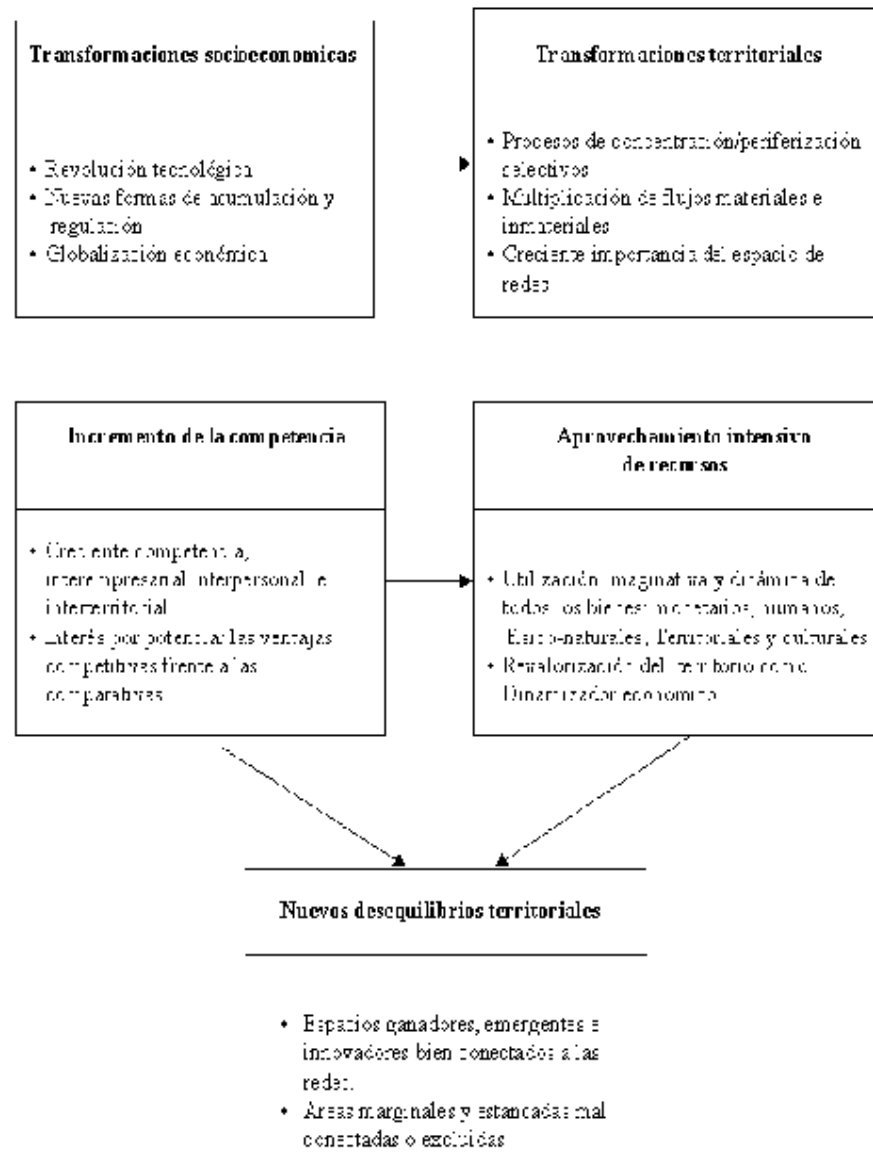 Transformaciones socioeconomicas
• Revolución tecnológica
• Nuevas formas de acumulación y
regulación
• Globalización económica
Transformaciones territoriales
• Procesos de concentración/periferización
selectivos
• Multiplicación de flujos materiales e
inmateriales
• Creciente importancia del espacio de
redes
Incremento de la competencia
• Creciente competencia,
interempresarial interpersonal e
interterritorial
• Interés por potenciar las ventajas
competitivas frente a las
comparativas
Aprovechamiento intensivo
de recursos
• Utilización imaginativa y dinámica de
todos los bienes: monetarios, humanos,
físico-naturales, Territoriales y culturales
• Revalorización del territorio como
Dinamizador económico
Nuevos desequilibrios territoriales
• Espacios ganadores, emergentes e
innovadores bien conectados a las
redes.
• Areas marginales y estancadas mal
conectadas o excluidas